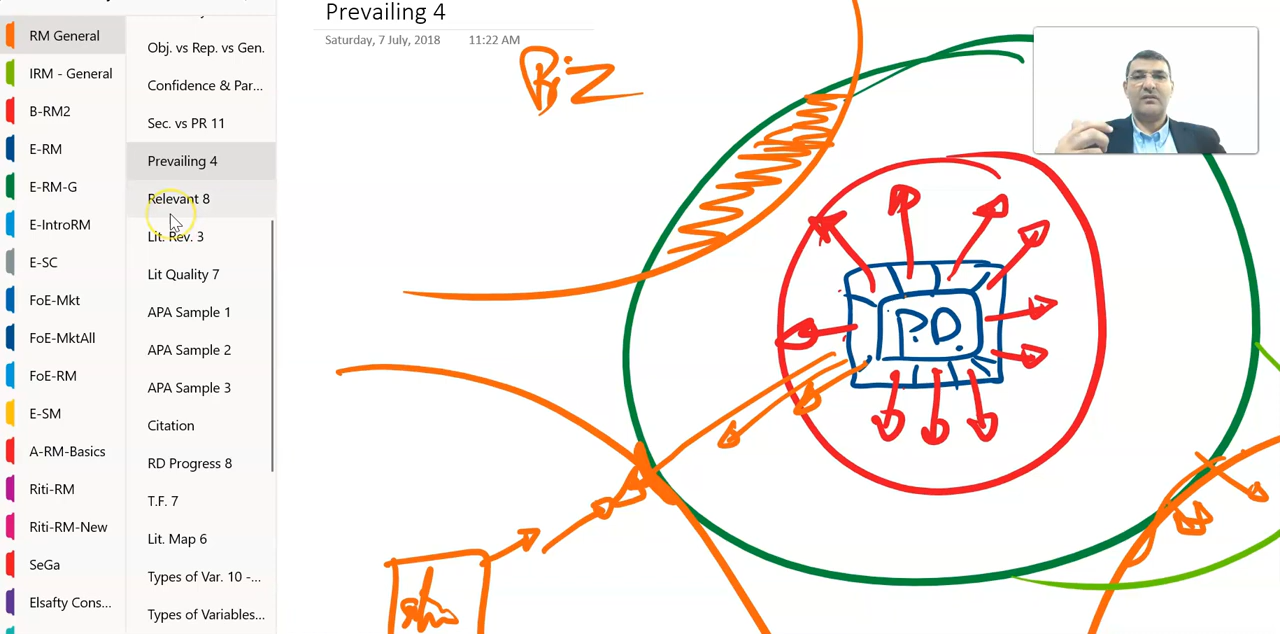 RM General
IRM - General
B-RM2
E-RM
E-RM-G
E-IntroRM
E-SC
FoE-Mkt
FoE-MktAll
FoE-RM
E-SM
A-RM-Basics
Riti-RM
Riti-RM-New
SeGa
Elsafty Cons...
Obj. vs Rep. vs Gen.
Confidence & Par...
Sec. vs PR 11
Prevailing 4
Relevant 8
Lit. Rev. 3
Lit Quality 7
APA Sample 1
APA Sample 2
APA Sample 3
Citation
RD Progress 8
T.F. 7
Lit. Map 6
Types of Var. 10 -...
Types of Variables...
Prevailing 4
Saturday, 7 July, 2018 11:22 AM
Biz
P.D.